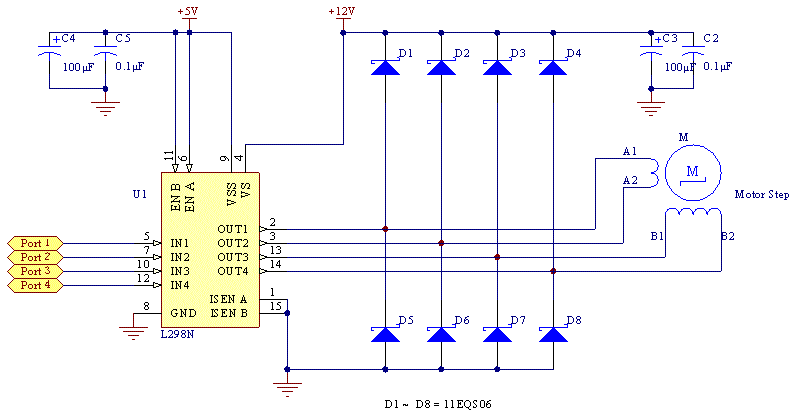 +5V
+12V
C4
C5
100µF
0.1µF
D1
D2
D3
D4
C3
C2
100µF
0.1µF
11
6
9
4
U1
EN B
EN A
VSS
VS
M
A1
M
A2
Motor Step
B1
B2
OUT1
2
OUT2
3
OUT3
13
OUT4
14
Port 1
5
IN1
Port 2
7
IN2
Port 3
10
IN3
Port 4
12
IN4
ISEN A
1
8
GND
ISEN B
15
L298N
D5
D6
D7
D8
D1 ~ D8 = 11EQS06